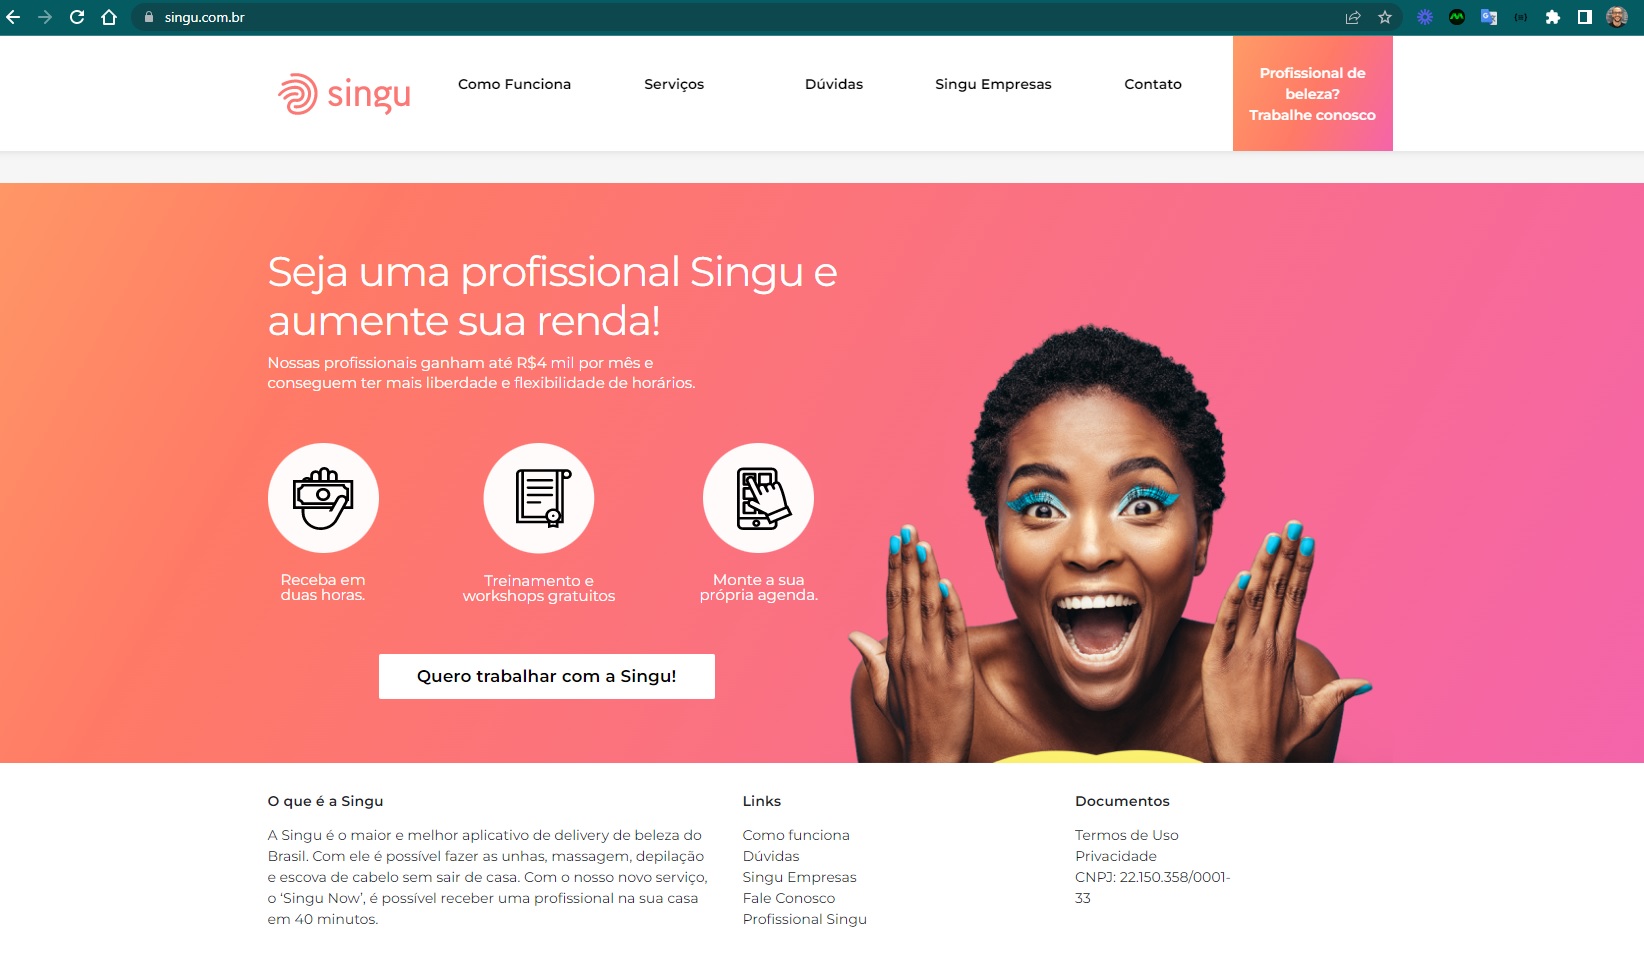 singu.com.br
singu
Como Funciona
Serviços
Dúvidas
Singu Empresas
Contato
Profissional de
beleza?
Trabalhe conosco
Seja uma profissional Singu e
aumente sua renda!
Nossas profissionais ganham até R$4 mil por mês e
conseguem ter mais liberdade e flexibilidade de horários.
Receba em
duas horas.
Treinamento e
workshops gratuitos
Monte a sua
própria agenda.
Quero trabalhar com a Singu!
O que é a Singu
A Singu é o maior e melhor aplicativo de delivery de beleza do
Brasil. Com ele é possível fazer as unhas, massagem, depilação
e escova de cabelo sem sair de casa. Com o nosso novo serviço,
o ‘Singu Now’, é possível receber uma profissional na sua casa
em 40 minutos.
Links
Como funciona
Dúvidas
Singu Empresas
Fale Conosco
Profissional Singu
Documentos
Termos de Uso
Privacidade
CNPJ: 22.150.358/0001-
33